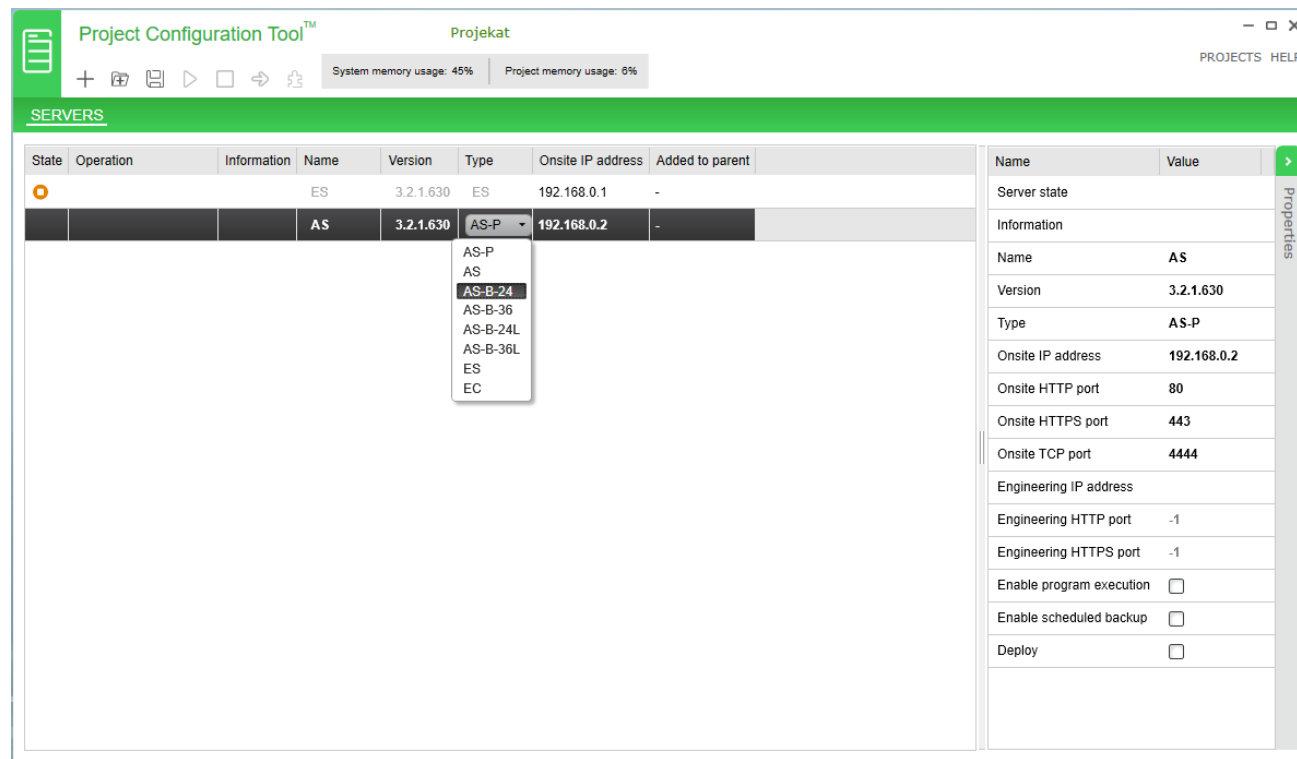 Project Configuration Tool™ Projekat
PROJECTS HELP
System memory usage: 45% Project memory usage: 6%
SERVERS
State Operation Information Name Version Type Onsite IP address Added to parent
ES 3.2.1.630 ES 192.168.0.1 -
AS 3.2.1.630 AS-P 192.168.0.2 -
AS-P
AS
AS-B-24
AS-B-36
AS-B-24L
AS-B-36L
ES
EC
Name Value
Server state
Information
Name AS
Version 3.2.1.630
Type AS-P
Onsite IP address 192.168.0.2
Onsite HTTP port 80
Onsite HTTPS port 443
Onsite TCP port 4444
Engineering IP address
Engineering HTTP port -1
Engineering HTTPS port -1
Enable program execution
Enable scheduled backup
Deploy
Properties